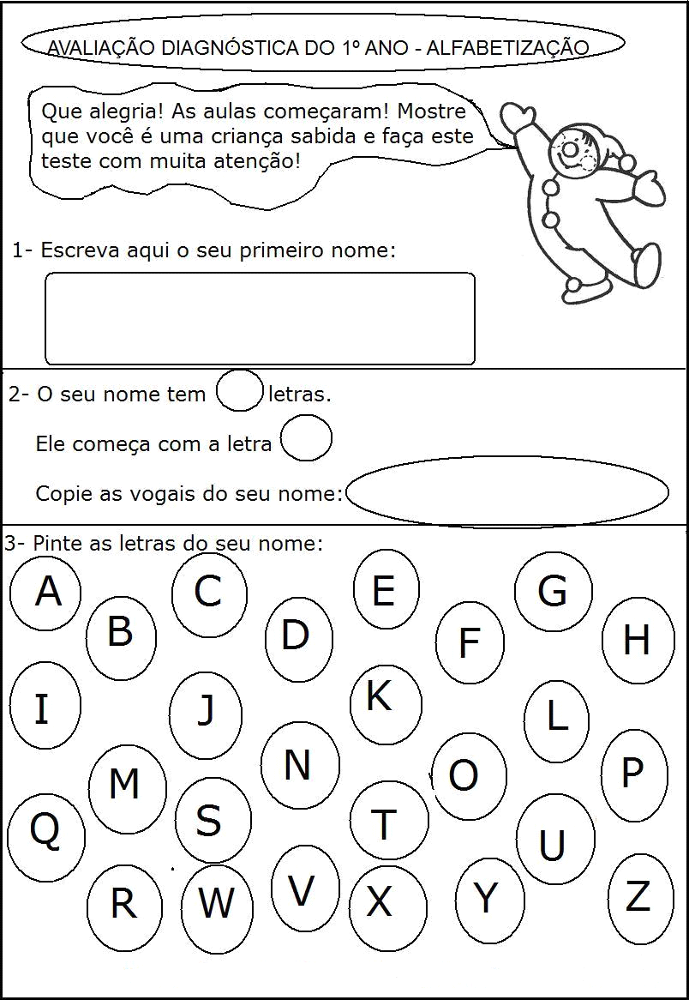 AVALIAÇÃO DIAGNÓSTICA DO 1º ANO - ALFABETIZAÇÃO
Que alegria! As aulas começaram! Mostre
que você é uma criança sabida e faça este
teste com muita atenção!
1- Escreva aqui o seu primeiro nome:
2- O seu nome tem letras.
Ele começa com a letra
Copie as vogais do seu nome:
3- Pinte as letras do seu nome:
A B C D E F G H
I J K L
M N O P
Q S T U
R W V X Y Z